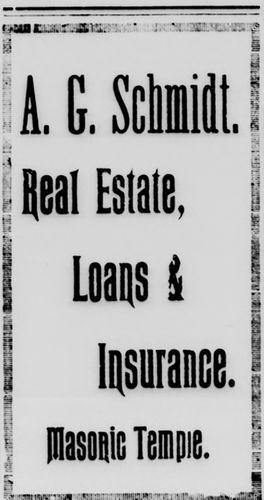 A. G. Schmidt.
Real Estate,
Loans &
Insurance.
Masonic Temple.